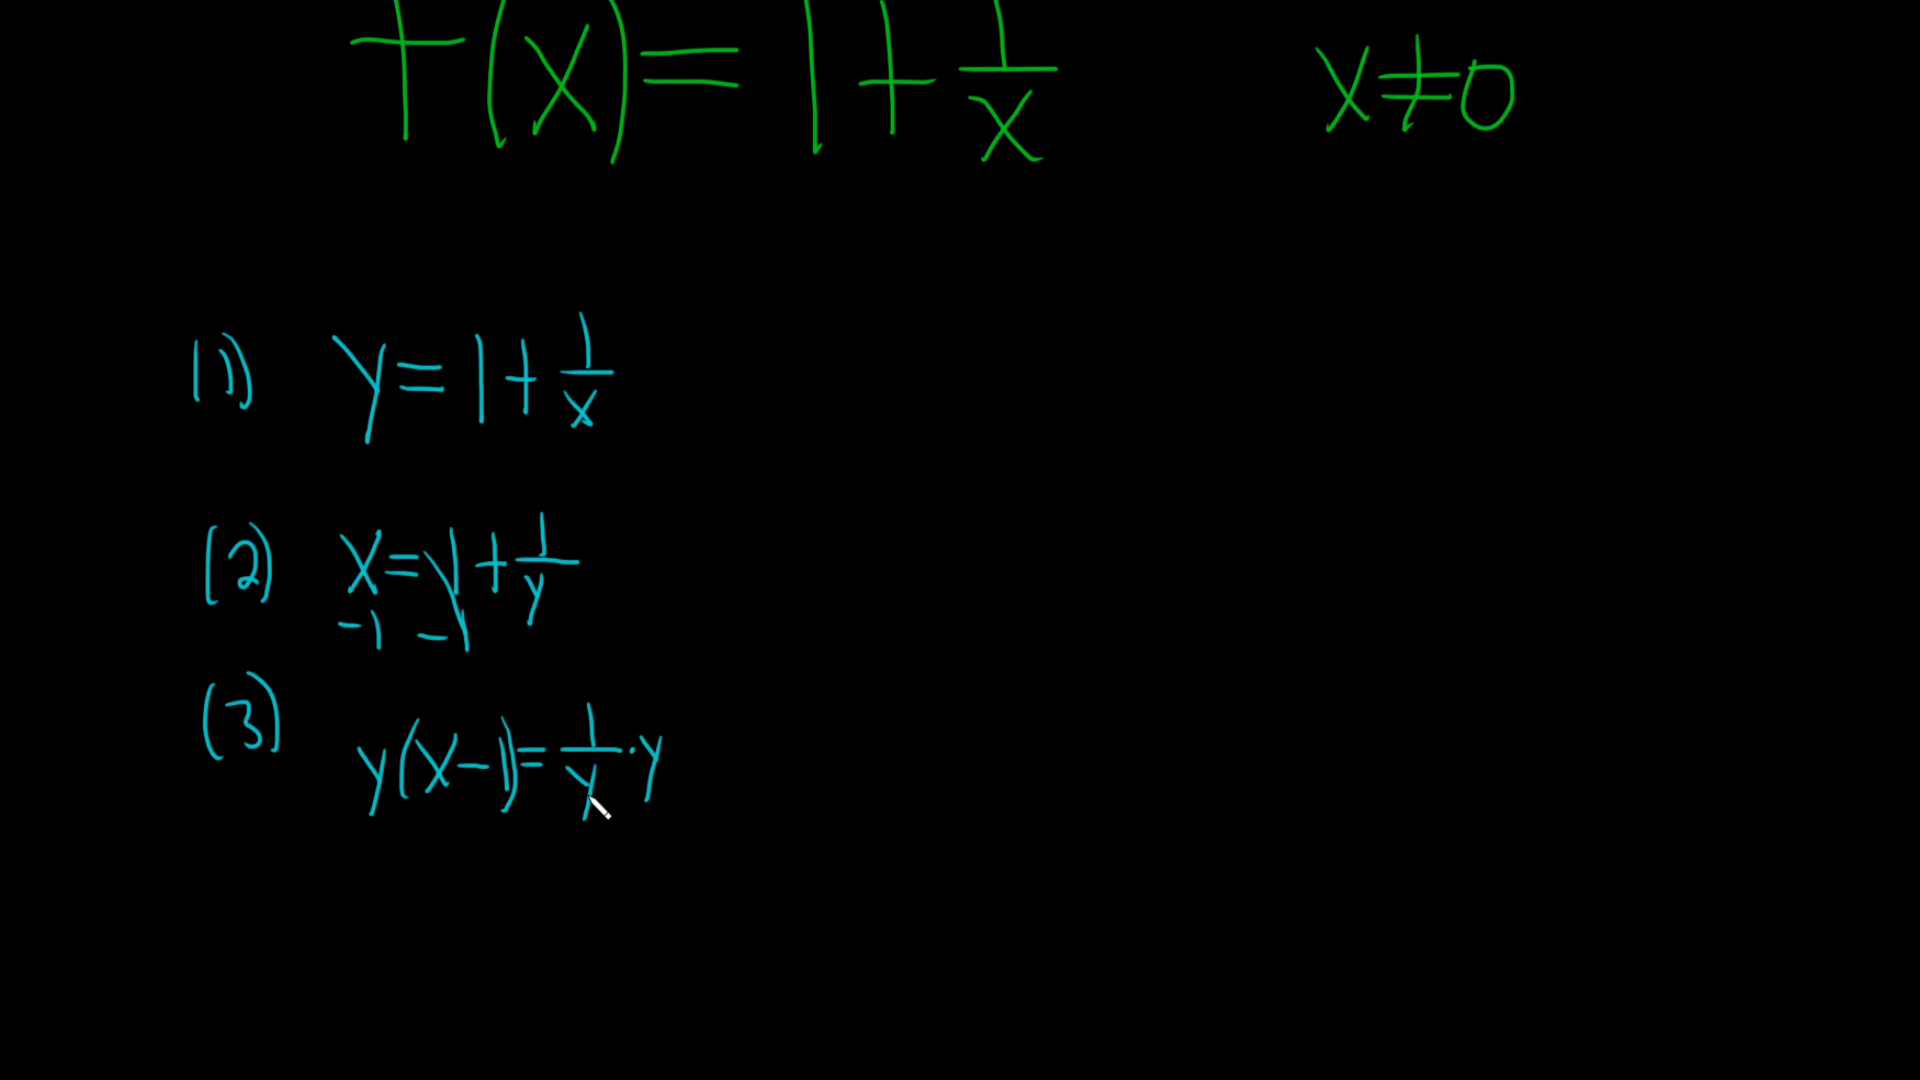 f(x) = 1 + 1/x x ≠ 0
(1) y = 1 + 1/x
(2) x = 1 + 1/y
-1 -1
(3)
y(x-1) = 1/y · y